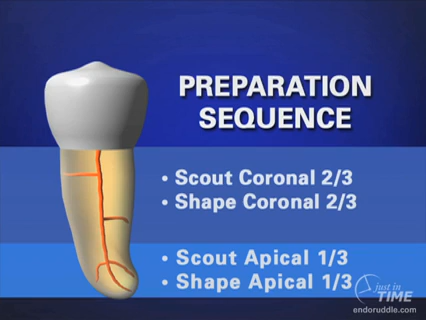 PREPARATION
SEQUENCE
• Scout Coronal 2/3
• Shape Coronal 2/3
• Scout Apical 1/3
• Shape Apical 1/3
just in
TIME
endoruddle.com